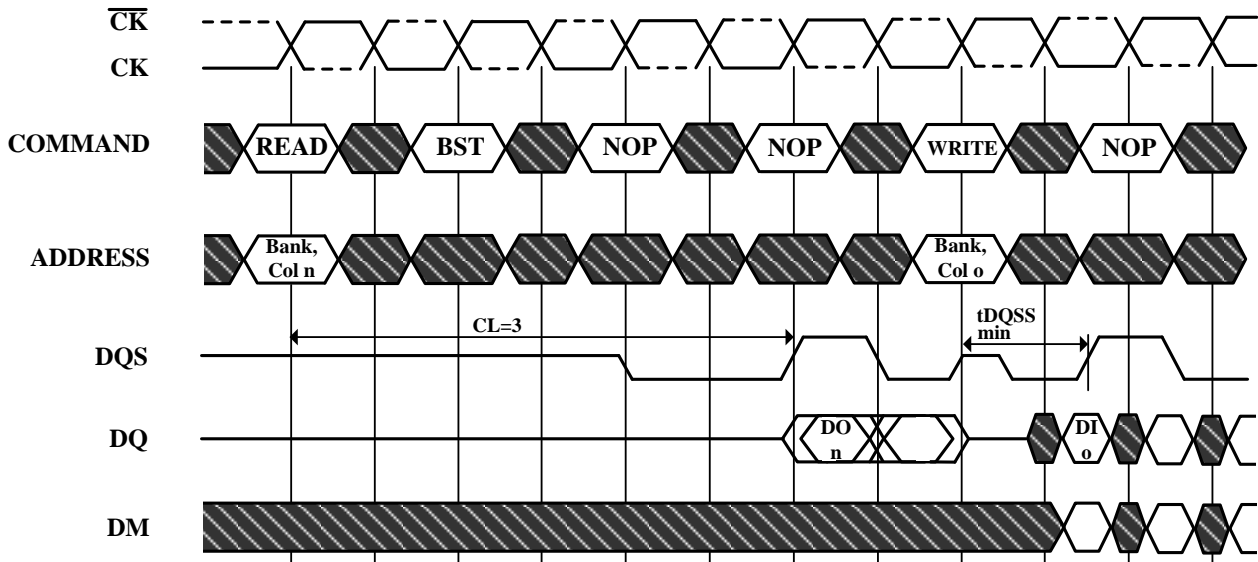 CK
CK
COMMAND
READ BST NOP NOP WRITE NOP
ADDRESS
Bank,
Col n
Bank,
Col o
CL=3
tDQSS
min
DQS
DQ
DO
n
DI
o
DM